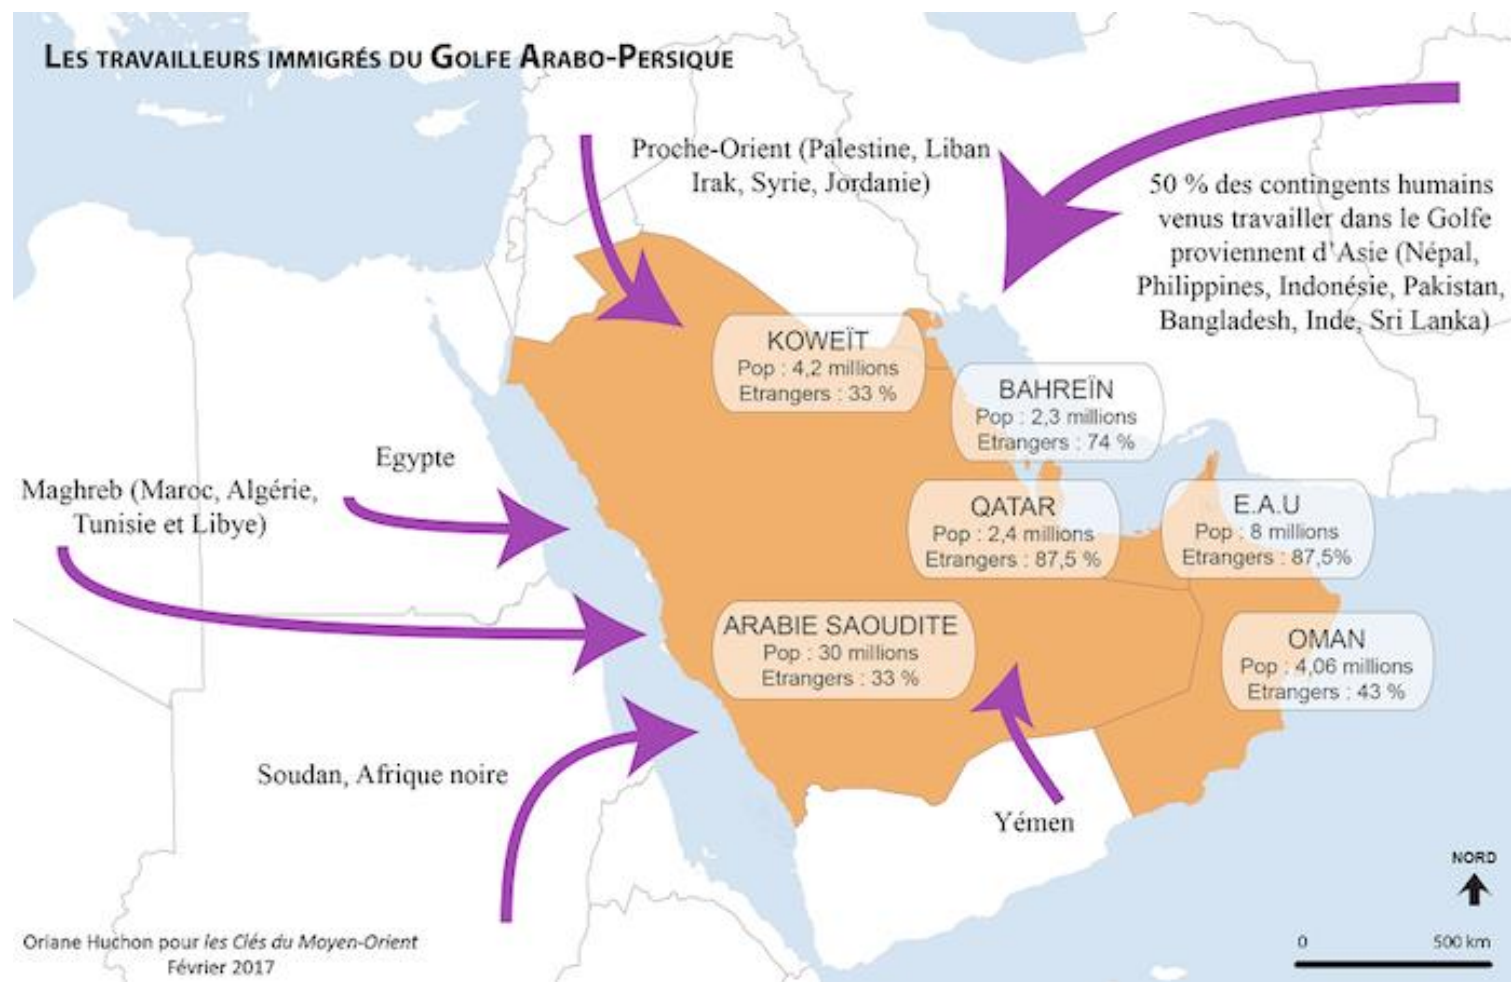 LES TRAVAILLEURS IMMIGRÉS DU GOLFE ARABO-PERSIQUE
Proche-Orient (Palestine, Liban
Irak, Syrie, Jordanie)
50 % des contingents humains
venus travailler dans le Golfe
proviennent d'Asie (Népal,
Philippines, Indonésie, Pakistan,
Bangladesh, Inde, Sri Lanka)
KOWEÏT
Pop : 4,2 millions
Etrangers : 33 %
BAHREÏN
Pop : 2,3 millions
Etrangers : 74 %
Egypte
Maghreb (Maroc, Algérie,
Tunisie et Libye)
QATAR
Pop : 2,4 millions
Etrangers : 87,5 %
E.A.U
Pop : 8 millions
Etrangers : 87,5%
ARABIE SAOUDITE
Pop : 30 millions
Etrangers : 33 %
OMAN
Pop : 4,06 millions
Etrangers : 43 %
Soudan, Afrique noire
Yémen
NORD
0 500 km
Oriane Huchon pour les Clés du Moyen-Orient
Février 2017